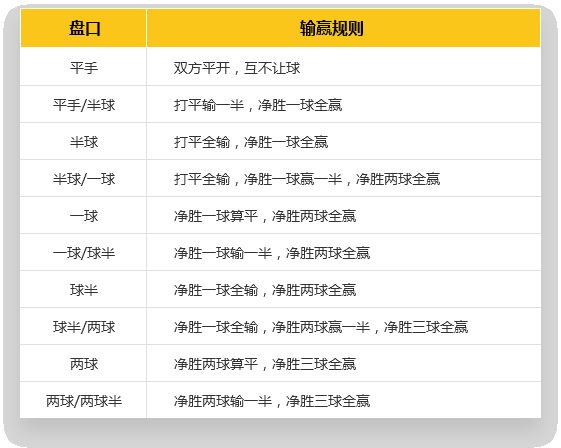 盘口 输赢规则
平手 双方平开，互不让球
平手/半球 打平输一半，净胜一球全赢
半球 打平全输，净胜一球全赢
半球/一球 打平全输，净胜一球赢一半，净胜两球全赢
一球 净胜一球算平，净胜两球全赢
一球/球半 净胜一球输一半，净胜两球全赢
球半 净胜一球全输，净胜两球全赢
球半/两球 净胜一球全输，净胜两球赢一半，净胜三球全赢
两球 净胜两球算平，净胜三球全赢
两球/两球半 净胜两球输一半，净胜三球全赢